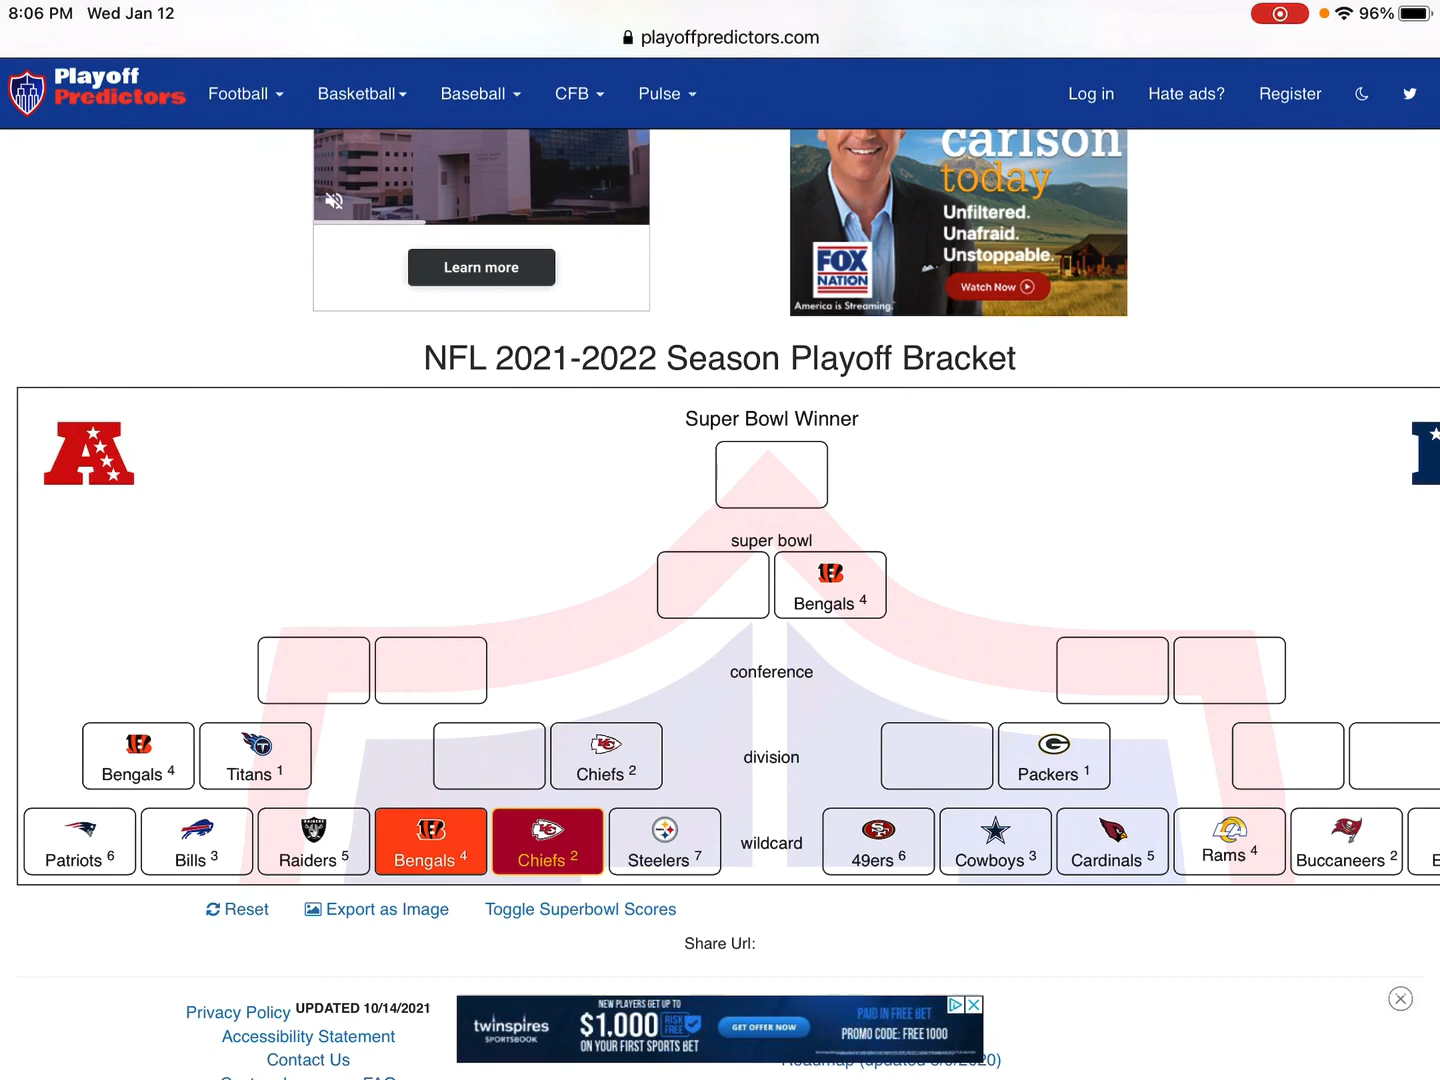 8:06 PM Wed Jan 12
96%
playoffpredictors.com
Playoff
Predictors
Football
Basketball
Baseball
CFB
Pulse
Log in
Hate ads?
Register
Learn more
carlson
today
Unfiltered.
Unafraid.
Unstoppable.
Watch Now
FOX
NATION
America is Streaming.
NFL 2021-2022 Season Playoff Bracket
A
Super Bowl Winner
super bowl
Bengals 4
conference
Bengals 4
Titans 1
Chiefs 2
division
Packers 1
Patriots 6
Bills 3
Raiders 5
Bengals 4
Chiefs 2
Steelers 7
wildcard
49ers 6
Cowboys 3
Cardinals 5
Rams 4
Buccaneers 2
E
Reset
Export as Image
Toggle Superbowl Scores
Share Url:
Privacy Policy UPDATED 10/14/2021
Accessibility Statement
Contact Us
twinspires
SPORTSBOOK
NEW PLAYERS GET UP TO
$1,000 RISK FREE
ON YOUR FIRST SPORTS BET
GET OFFER NOW
PAID IN FREE BET
PROMO CODE: FREE1000